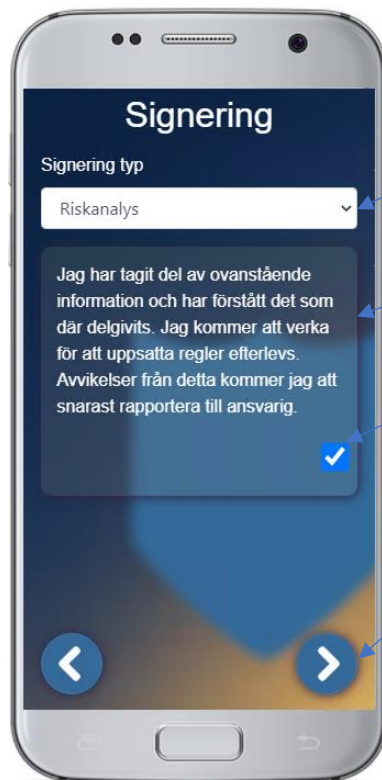 Signering
Signering typ
Riskanalys
Jag har tagit del av ovanstående
information och har förstått det som
där delgivits. Jag kommer att verka
för att uppsatta regler efterlevs.
Avvikelser från detta kommer jag att
snarast rapportera till ansvarig.